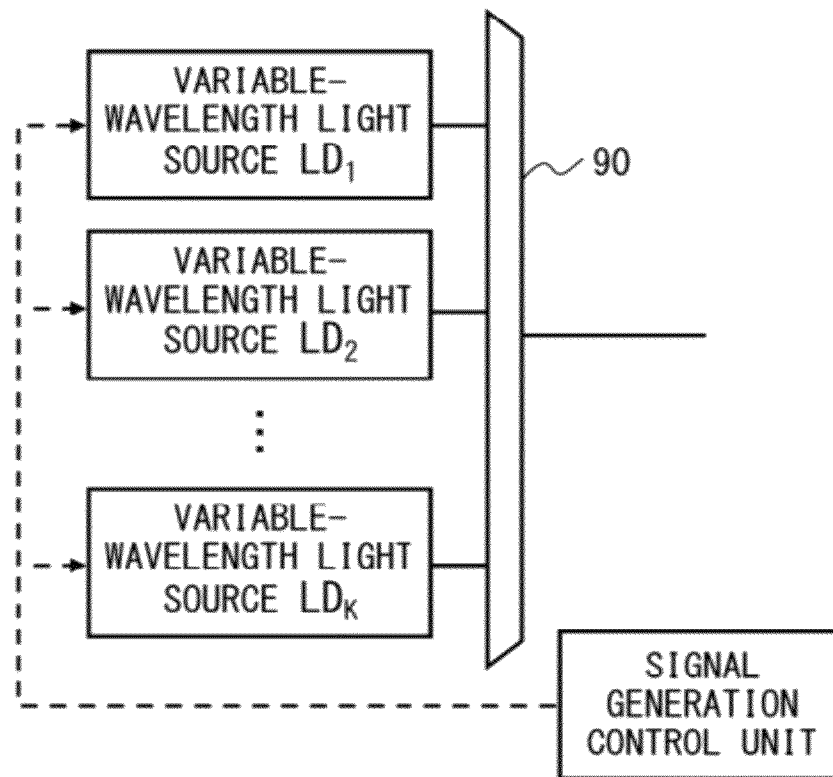 VARIABLE-
WAVELENGTH LIGHT
SOURCE LD₁
90
VARIABLE-
WAVELENGTH LIGHT
SOURCE LD₂
VARIABLE-
WAVELENGTH LIGHT
SOURCE LDK
SIGNAL
GENERATION
CONTROL UNIT